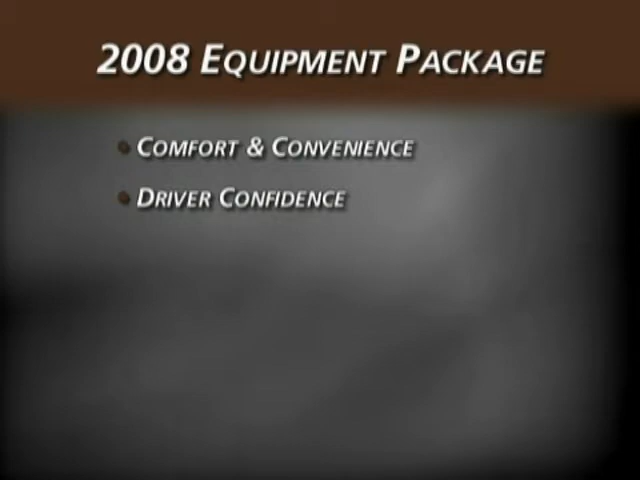 2008 Equipment Package
• Comfort & Convenience
• Driver Confidence